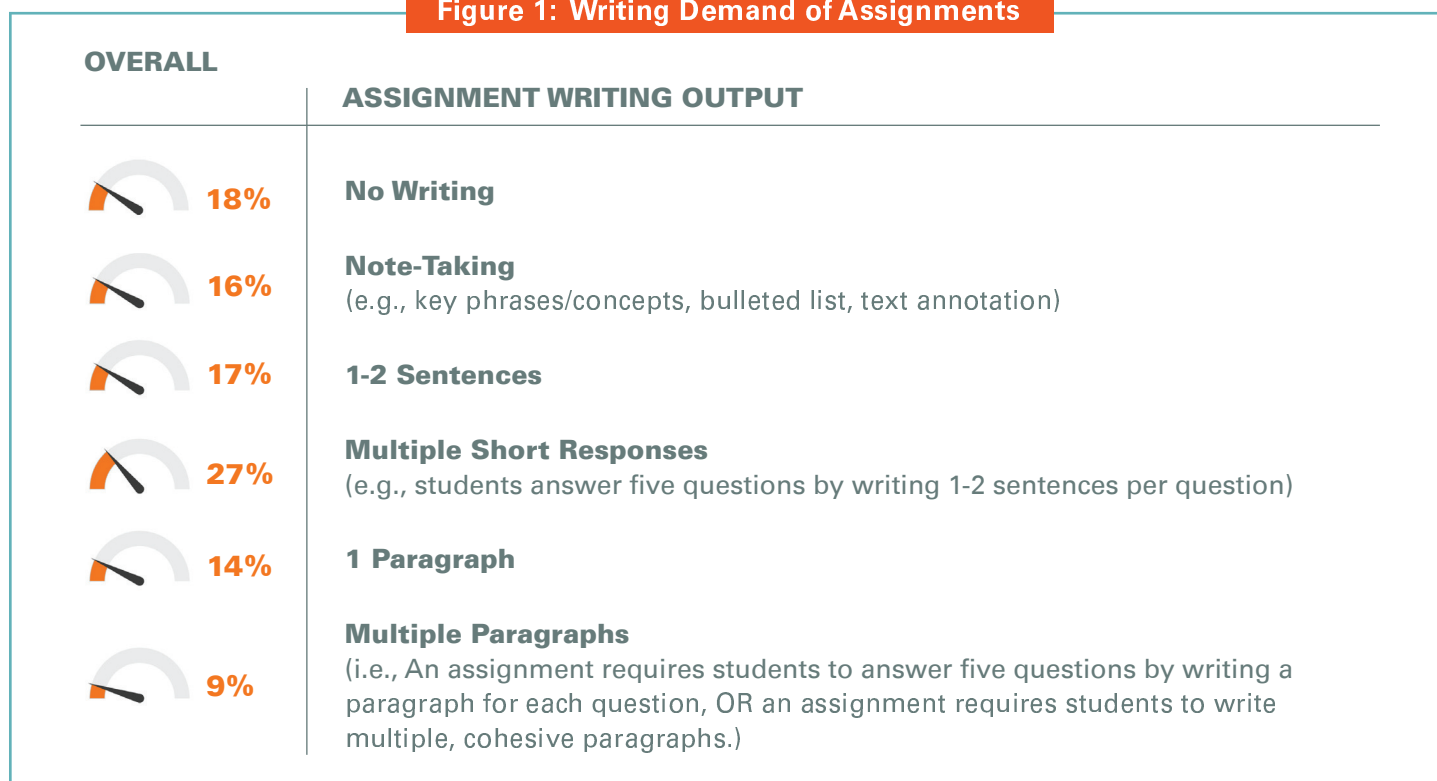 Figure 1: Writing Demand of Assignments
OVERALL
ASSIGNMENT WRITING OUTPUT
18%
No Writing
16%
Note-Taking
(e.g., key phrases/concepts, bulleted list, text annotation)
17%
1-2 Sentences
27%
Multiple Short Responses
(e.g., students answer five questions by writing 1-2 sentences per question)
14%
1 Paragraph
9%
Multiple Paragraphs
(i.e., An assignment requires students to answer five questions by writing a
paragraph for each question, OR an assignment requires students to write
multiple, cohesive paragraphs.)